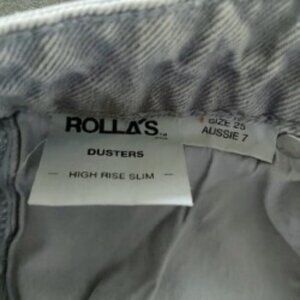 ROLLA'S
DUSTERS
— HIGH RISE SLIM —
SIZE 25
AUSSIE 7